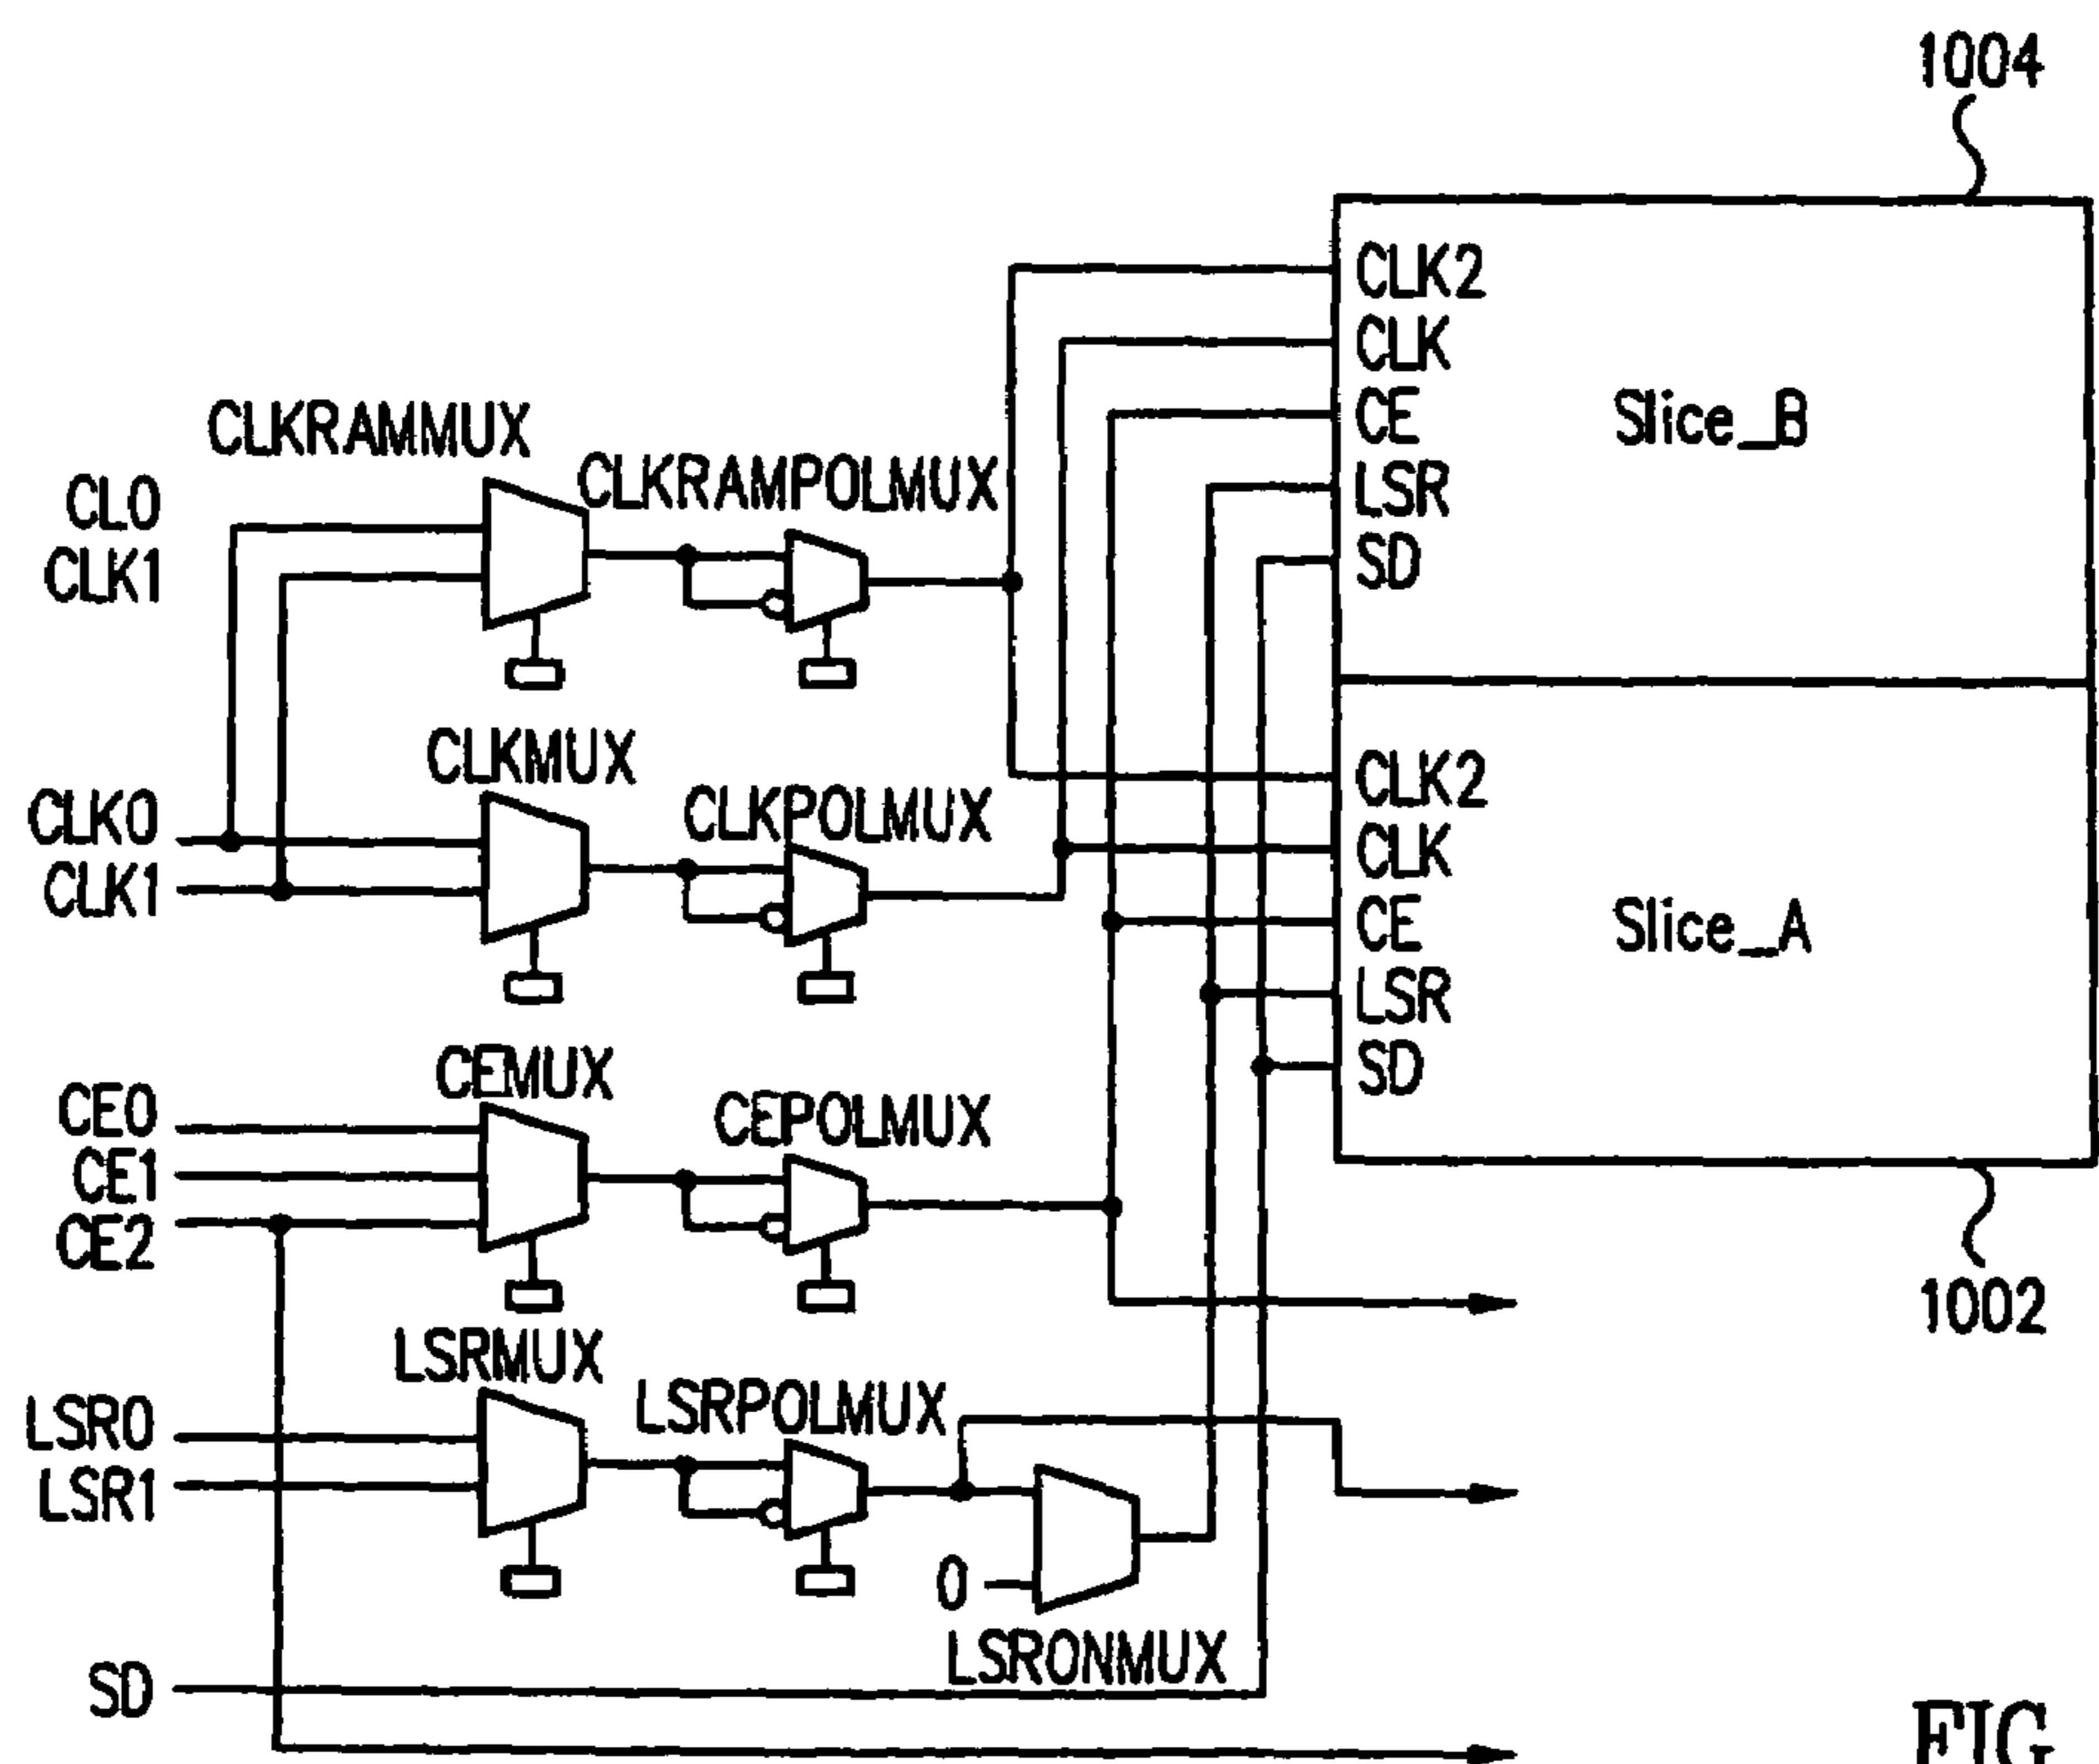 1004
CLK2
CLK
CE
LSR
SD
Slice_B
CLKRAMMUX
CLKRAMPOLMUX
CL0
CLK1
CLKMUX
CLKPOLMUX
CLK0
CLK1
CLK2
CLK
CE
LSR
SD
Slice_A
CEMUX
CEPOLMUX
CE0
CE1
CE2
1002
LSRMUX
LSRPOLMUX
LSR0
LSR1
0
LSRONMUX
SD
FIG